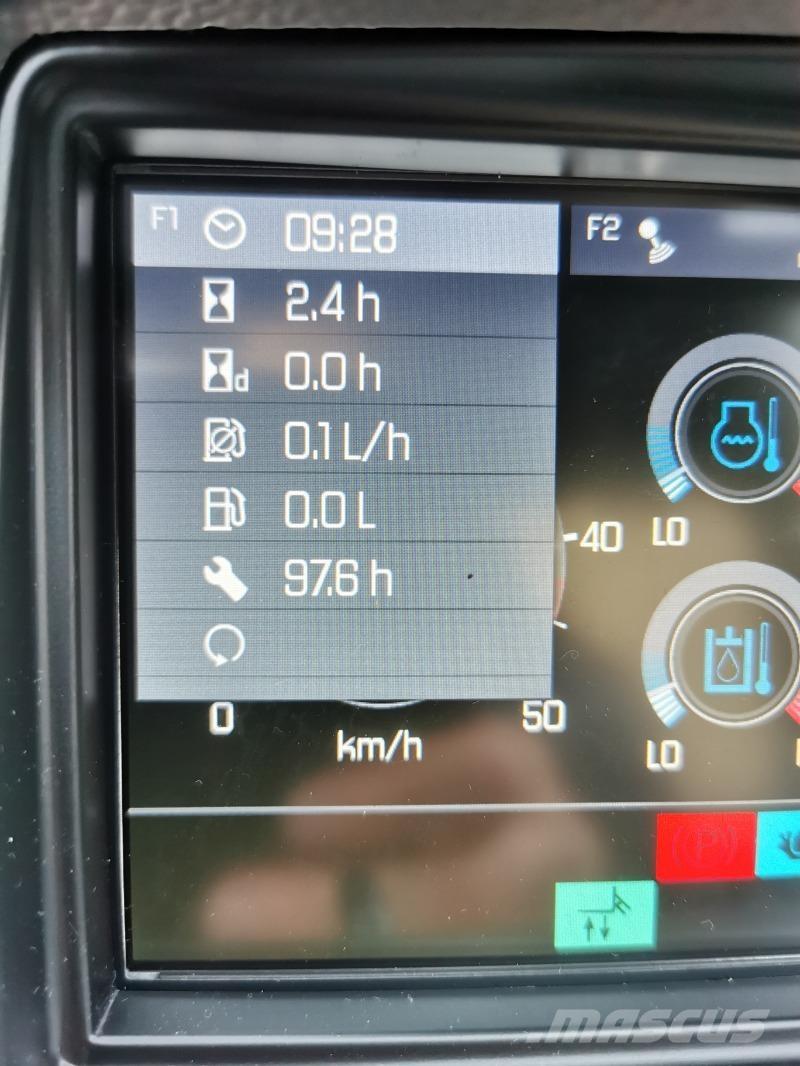 F1 09:28
F2
2.4 h
d 0.0 h
0.1 L/h
0.0 L
40 LO
97.6 h
0 50
km/h
LO
(P)
MASCUS